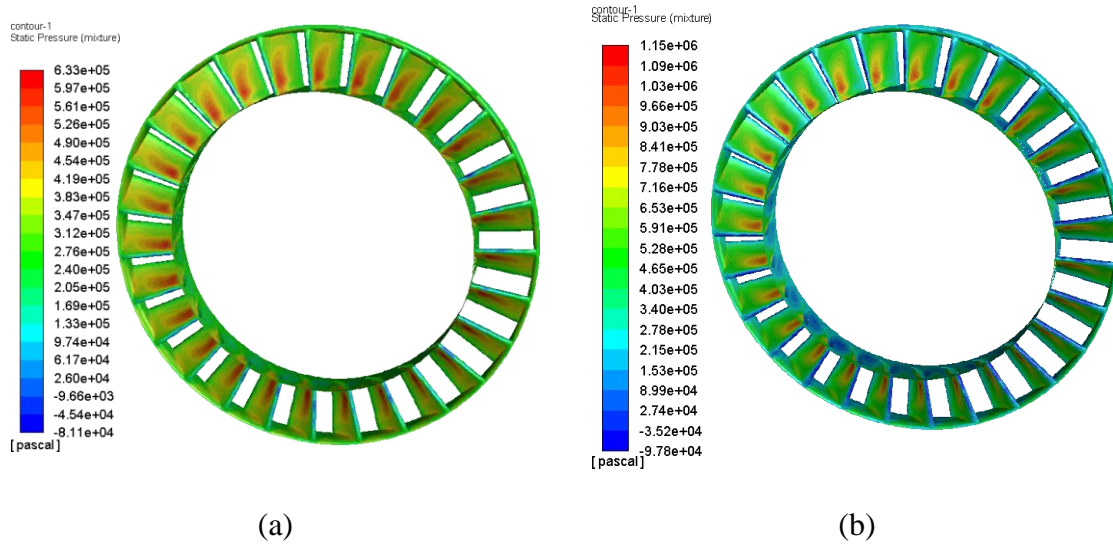 contour-1
Static Pressure (mixture)
6.33e+05
5.97e+05
5.61e+05
5.26e+05
4.90e+05
4.54e+05
4.19e+05
3.83e+05
3.47e+05
3.12e+05
2.76e+05
2.40e+05
2.05e+05
1.69e+05
1.33e+04
9.74e+04
6.17e+04
2.60e+04
-9.66e+03
-4.54e+04
-8.11e+04
[ pascal ]
(a)
contour-1
Static Pressure (mixture)
1.15e+06
1.09e+06
1.03e+06
9.66e+05
9.03e+05
8.41e+05
7.78e+05
7.16e+05
6.53e+05
5.91e+05
5.28e+05
4.65e+05
4.03e+05
3.40e+05
2.78e+05
2.15e+05
1.53e+05
8.99e+04
2.74e+04
-3.52e+04
-9.78e+04
[ pascal ]
(b)